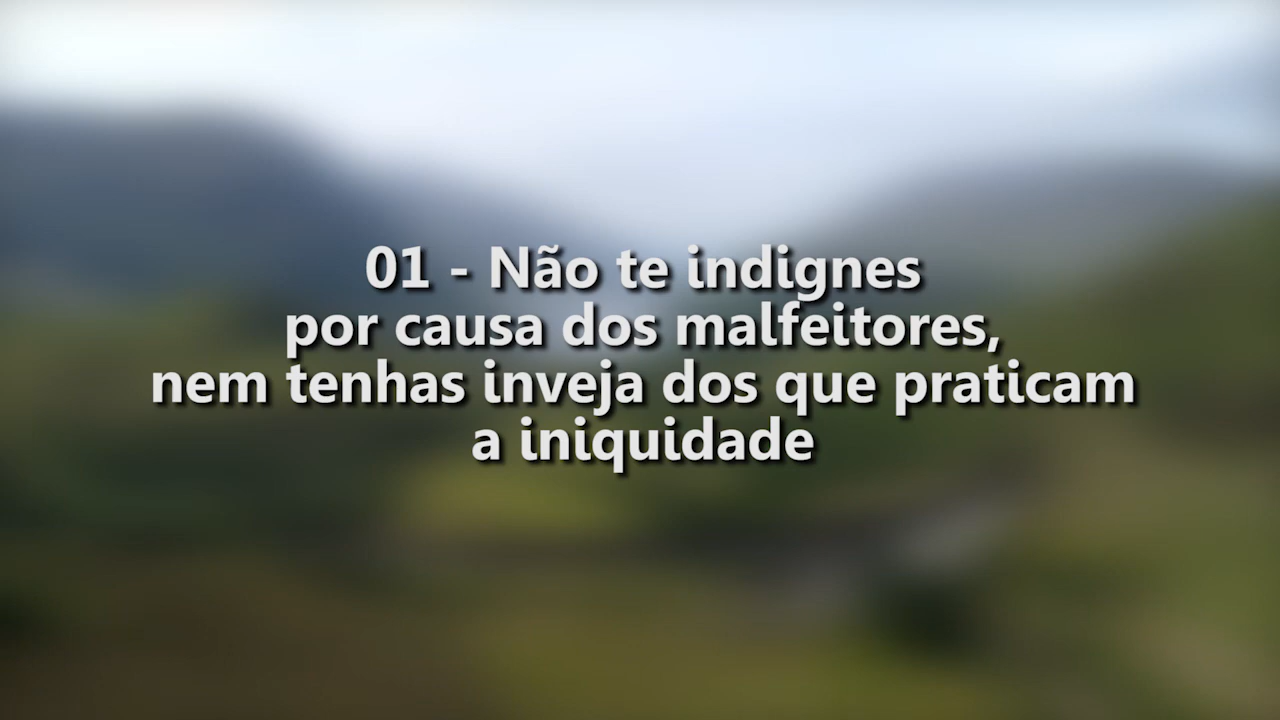 01 - Não te indignes
por causa dos malfeitores,
nem tenhas inveja dos que praticam
a iniquidade